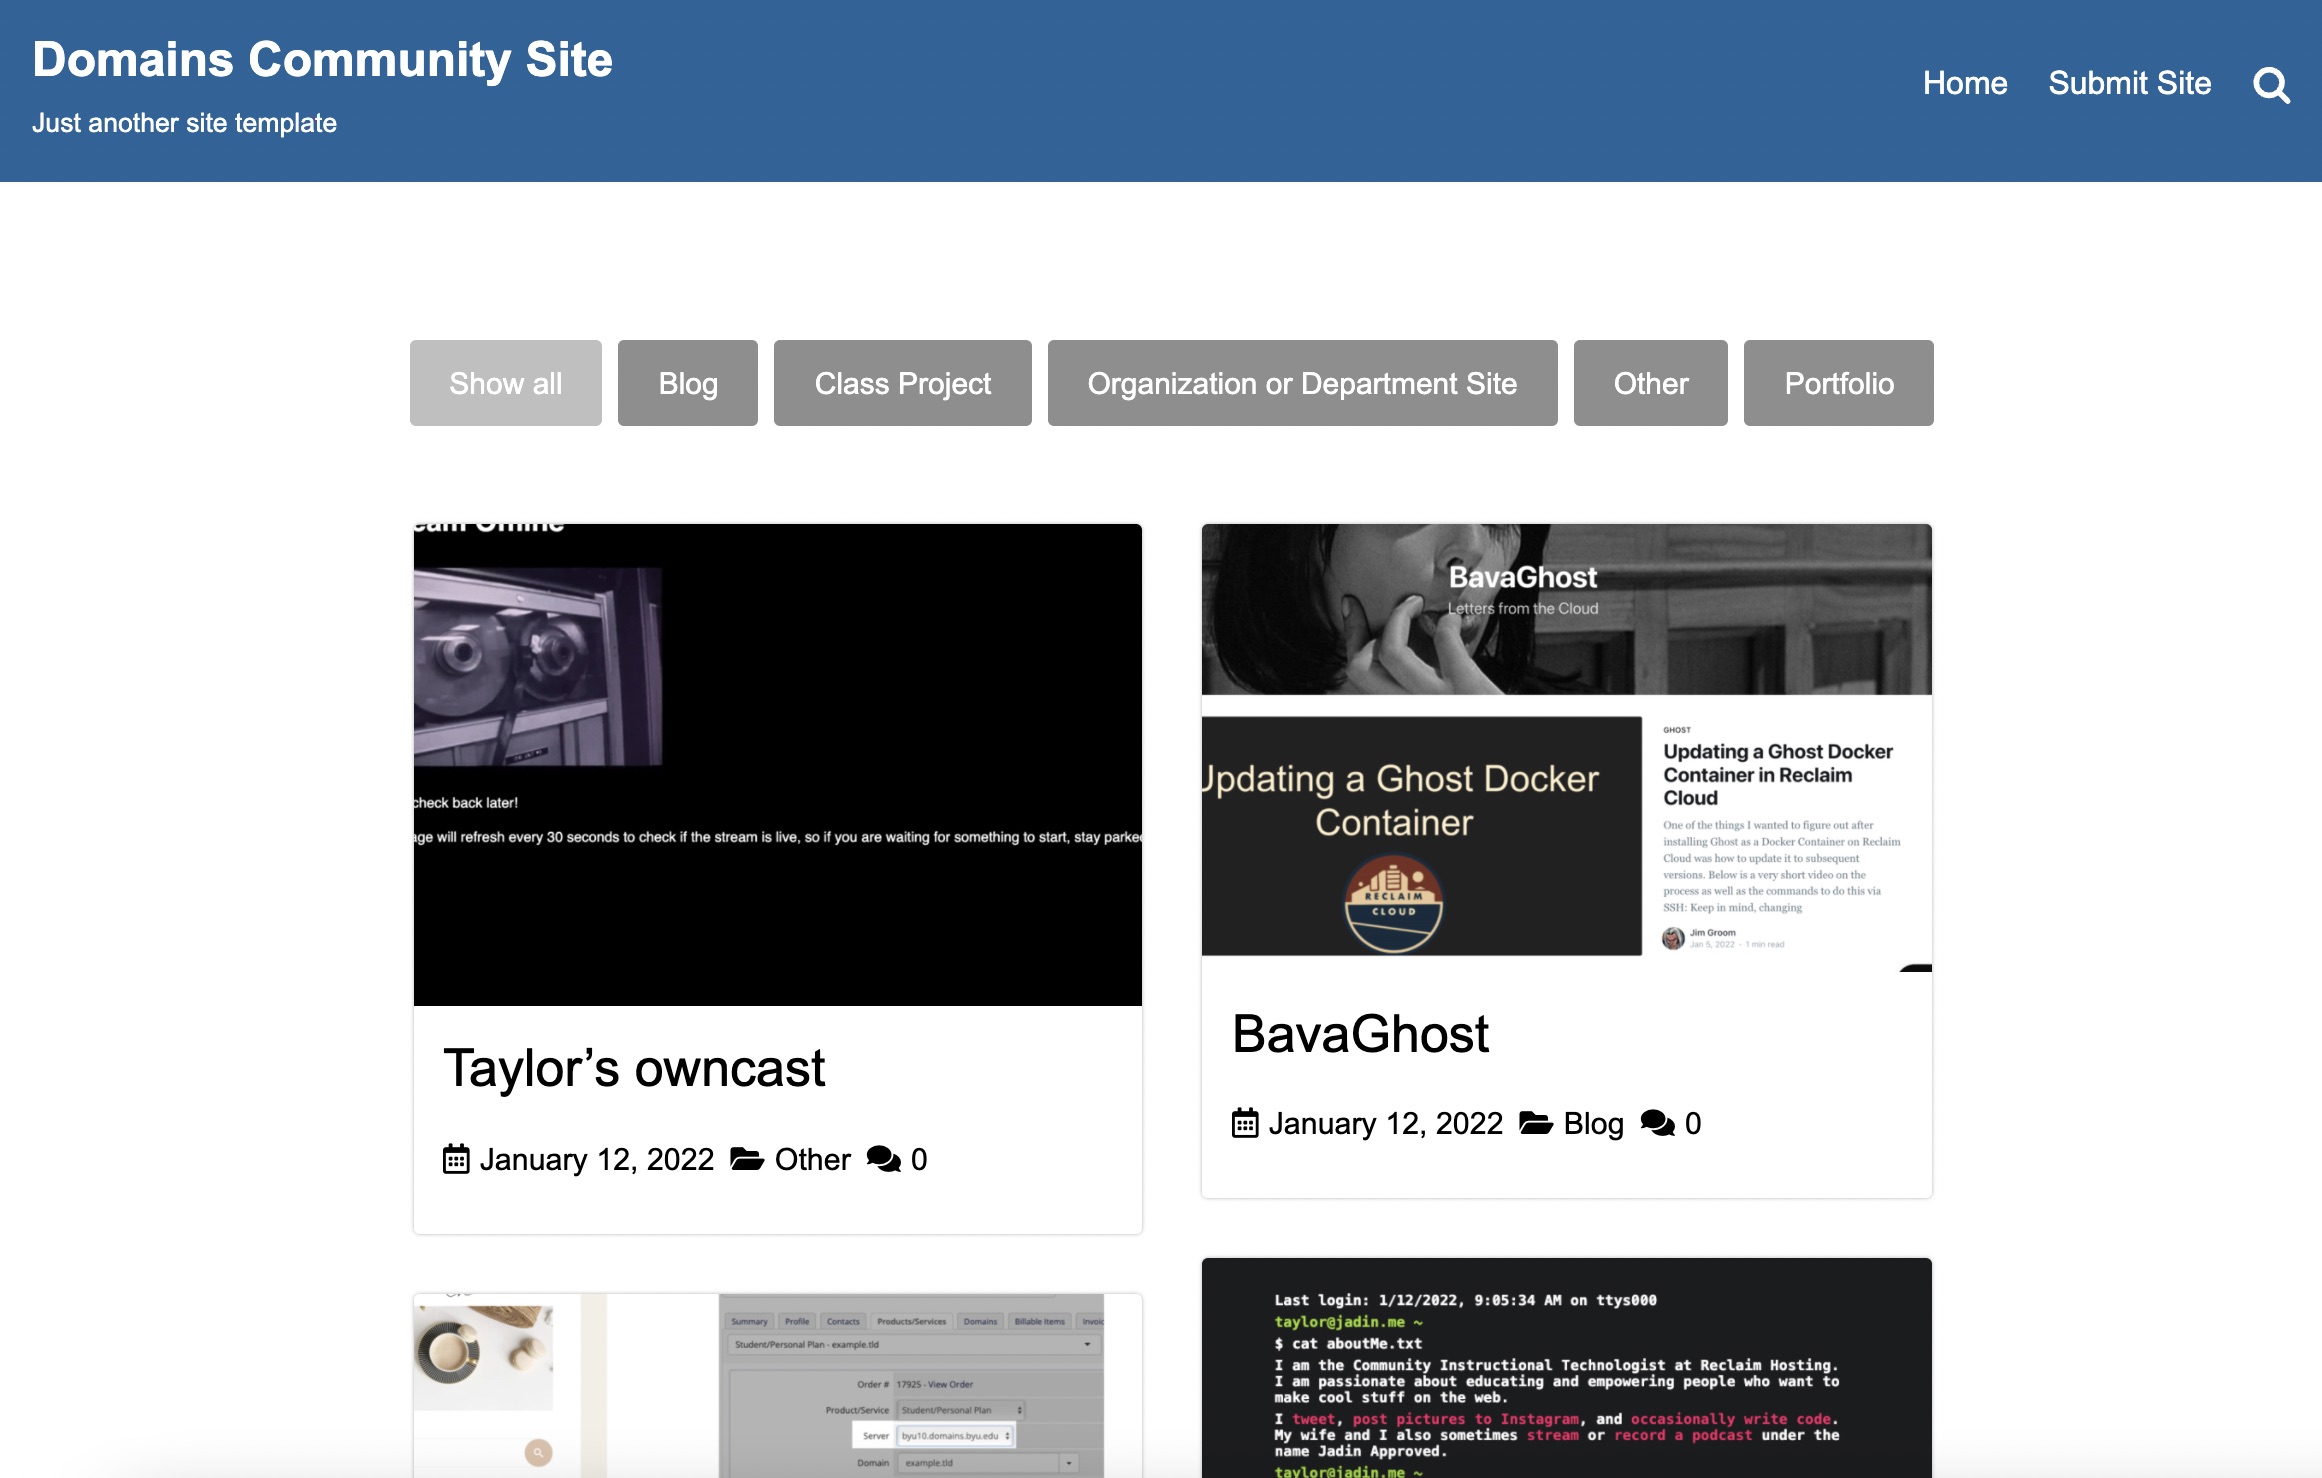 Domains Community Site
Just another site template
Home
Submit Site
Show all
Blog
Class Project
Organization or Department Site
Other
Portfolio
check back later!
will refresh every 30 seconds to check if the stream is live, so if you are waiting for something to start, stay
Taylor’s owncast
January 12, 2022 Other 0
BavaGhost
Letters from the Cloud
Updating a Ghost Docker
Container
RECLAIM
CLOUD
GHOST
Updating a Ghost Docker
Container in Reclaim
Cloud
One of the things I wanted to figure out after
installing Ghost as a Docker Container on Reclaim
Cloud was how to update it to subsequent
versions. Below is a very short video on the
process as well as the commands to do this via
SSH: Keep in mind, changing
Jim Groom
Jan 5, 2022 · 1 min read
BavaGhost
January 12, 2022 Blog 0
Summary
Profile
Contacts
Products/Services
Domains
Billable Items
Student/Personal Plan - example.tld
Order # 17925 - View Order
Product/Service Student/Personal Plan
Server byu10.domains.byu.edu
Domain example.tld
Last login: 1/12/2022, 9:05:34 AM on ttys000
taylor@jadin.me ~
$ cat aboutMe.txt
I am the Community Instructional Technologist at Reclaim Hosting.
I am passionate about educating and empowering people who want to
make cool stuff on the web.
I tweet, post pictures to Instagram, and occasionally write code.
My wife and I also sometimes stream or record a podcast under the
name Jadin Approved.
taylor@jadin.me ~